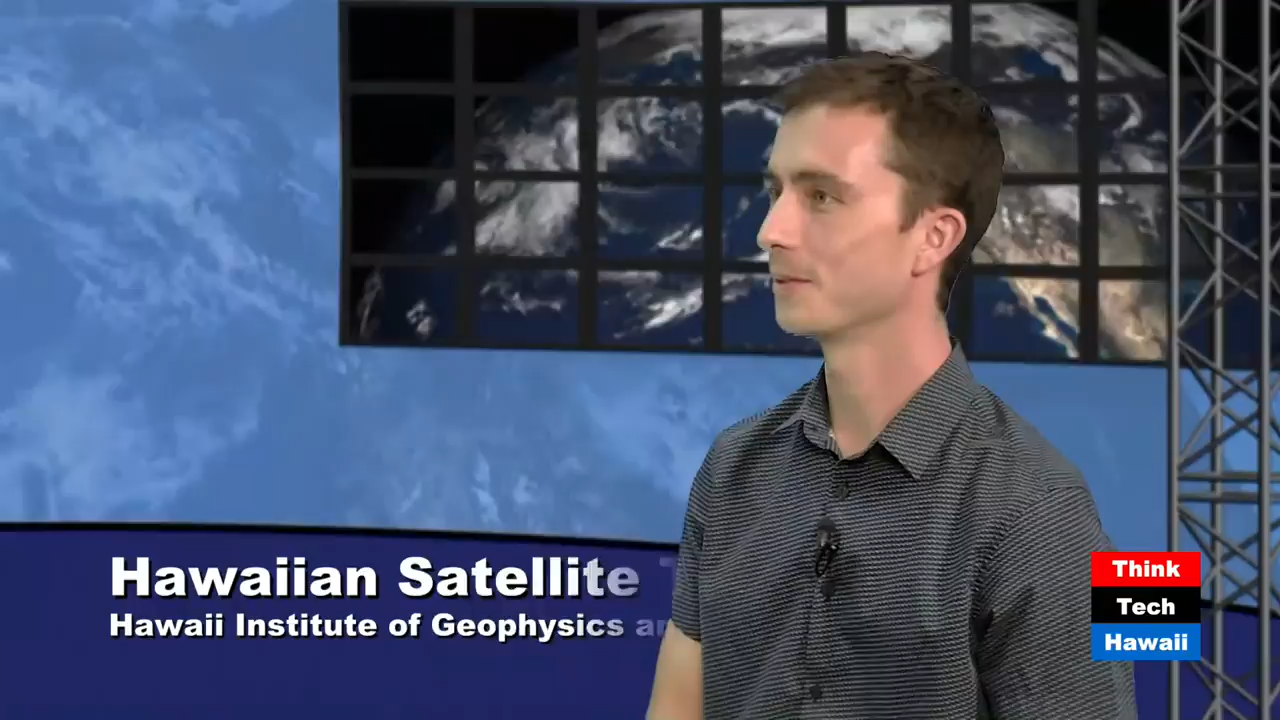 Hawaiian Satellite
Hawaii Institute of Geophysics
Think
Tech
Hawaii